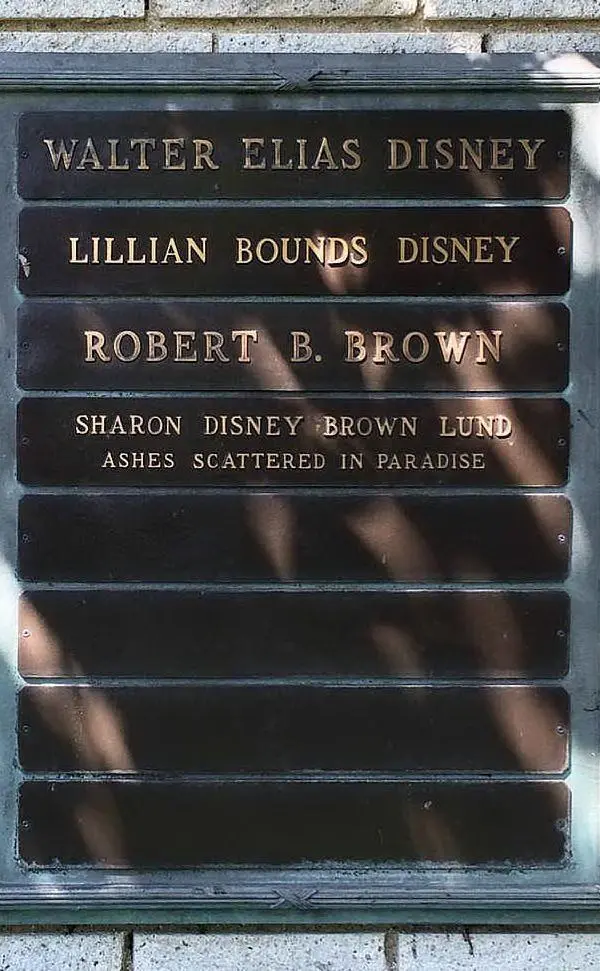 WALTER ELIAS DISNEY
LILLIAN BOUNDS DISNEY
ROBERT B. BROWN
SHARON DISNEY BROWN LUND
ASHES SCATTERED IN PARADISE